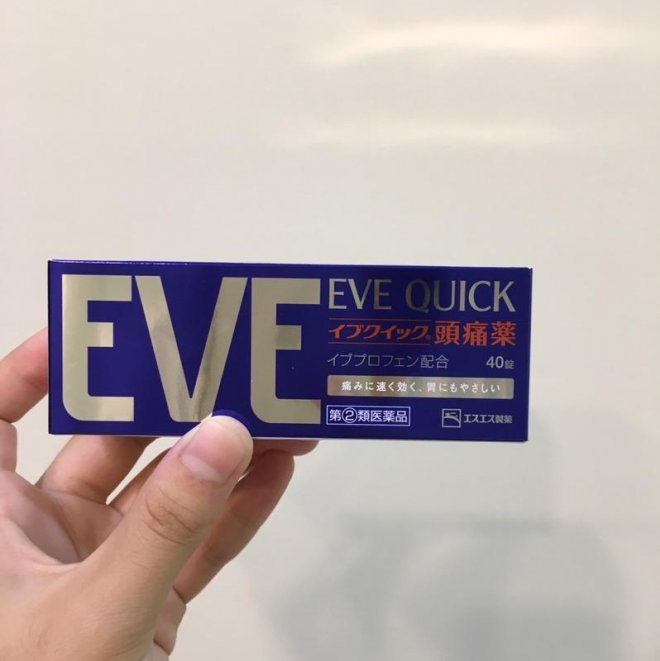 EVE
EVE QUICK
イブクイック® 頭痛薬
イブプロフェン配合 40錠
痛みに速く効く、胃にもやさしい
第②類医薬品 エスエス製薬